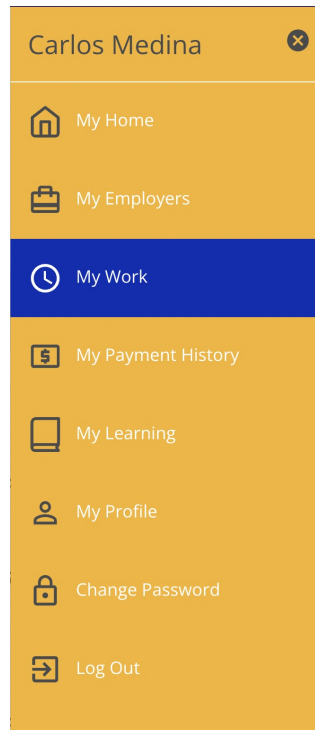 Carlos Medina
My Home
My Employers
My Work
My Payment History
My Learning
My Profile
Change Password
Log Out